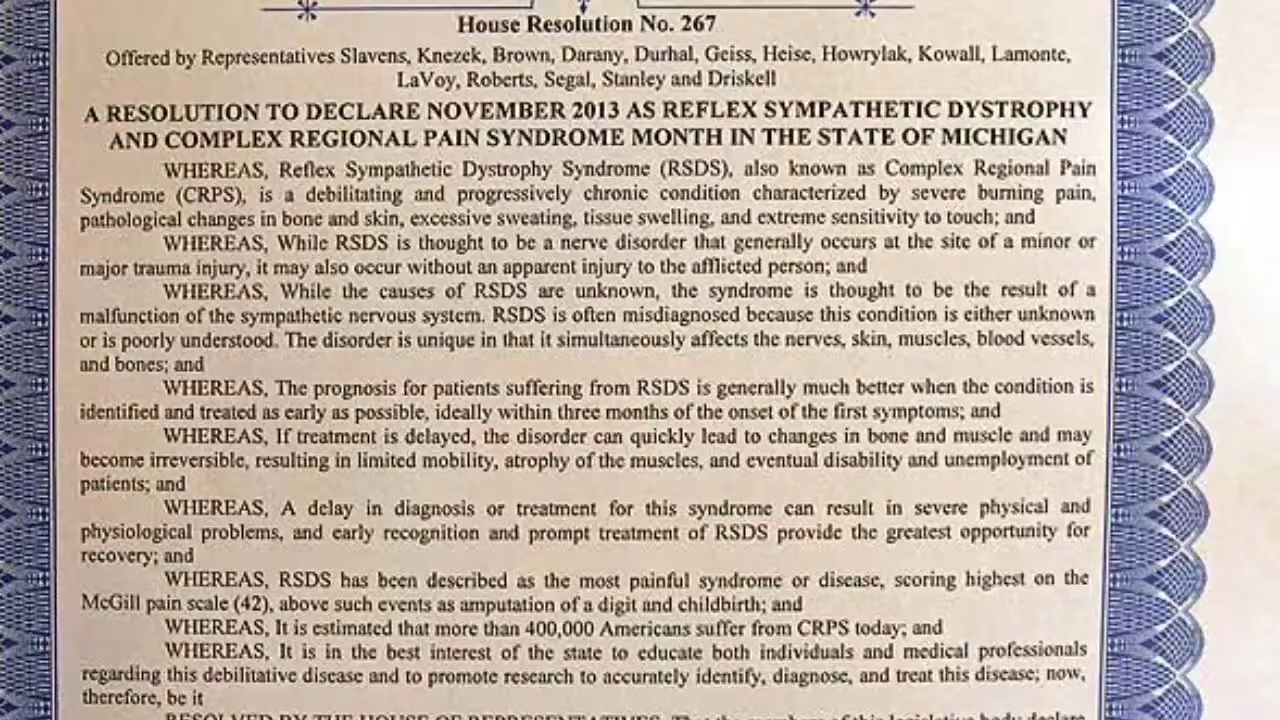 House Resolution No. 267
Offered by Representatives Slavens, Knezek, Brown, Darany, Durhal, Geiss, Heise, Howrylak, Kowall, Lamonte,
LaVoy, Roberts, Segal, Stanley and Driskell
A RESOLUTION TO DECLARE NOVEMBER 2013 AS REFLEX SYMPATHETIC DYSTROPHY
AND COMPLEX REGIONAL PAIN SYNDROME MONTH IN THE STATE OF MICHIGAN
WHEREAS, Reflex Sympathetic Dystrophy Syndrome (RSDS), also known as Complex Regional Pain
Syndrome (CRPS), is a debilitating and progressively chronic condition characterized by severe burning pain,
pathological changes in bone and skin, excessive sweating, tissue swelling, and extreme sensitivity to touch; and
WHEREAS, While RSDS is thought to be a nerve disorder that generally occurs at the site of a minor or
major trauma injury, it may also occur without an apparent injury to the afflicted person; and
WHEREAS, While the causes of RSDS are unknown, the syndrome is thought to be the result of a
malfunction of the sympathetic nervous system. RSDS is often misdiagnosed because this condition is either unknown
or is poorly understood. The disorder is unique in that it simultaneously affects the nerves, skin, muscles, blood vessels,
and bones; and
WHEREAS, The prognosis for patients suffering from RSDS is generally much better when the condition is
identified and treated as early as possible, ideally within three months of the onset of the first symptoms; and
WHEREAS, If treatment is delayed, the disorder can quickly lead to changes in bone and muscle and may
become irreversible, resulting in limited mobility, atrophy of the muscles, and eventual disability and unemployment of
patients; and
WHEREAS, A delay in diagnosis or treatment for this syndrome can result in severe physical and
physiological problems, and early recognition and prompt treatment of RSDS provide the greatest opportunity for
recovery; and
WHEREAS, RSDS has been described as the most painful syndrome or disease, scoring highest on the
McGill pain scale (42), above such events as amputation of a digit and childbirth; and
WHEREAS, It is estimated that more than 400,000 Americans suffer from CRPS today; and
WHEREAS, It is in the best interest of the state to educate both individuals and medical professionals
regarding this debilitative disease and to promote research to accurately identify, diagnose, and treat this disease; now,
therefore, be it
RESOLVED BY THE HOUSE OF REPRESENTATIVES, That the members of this legislative body declare